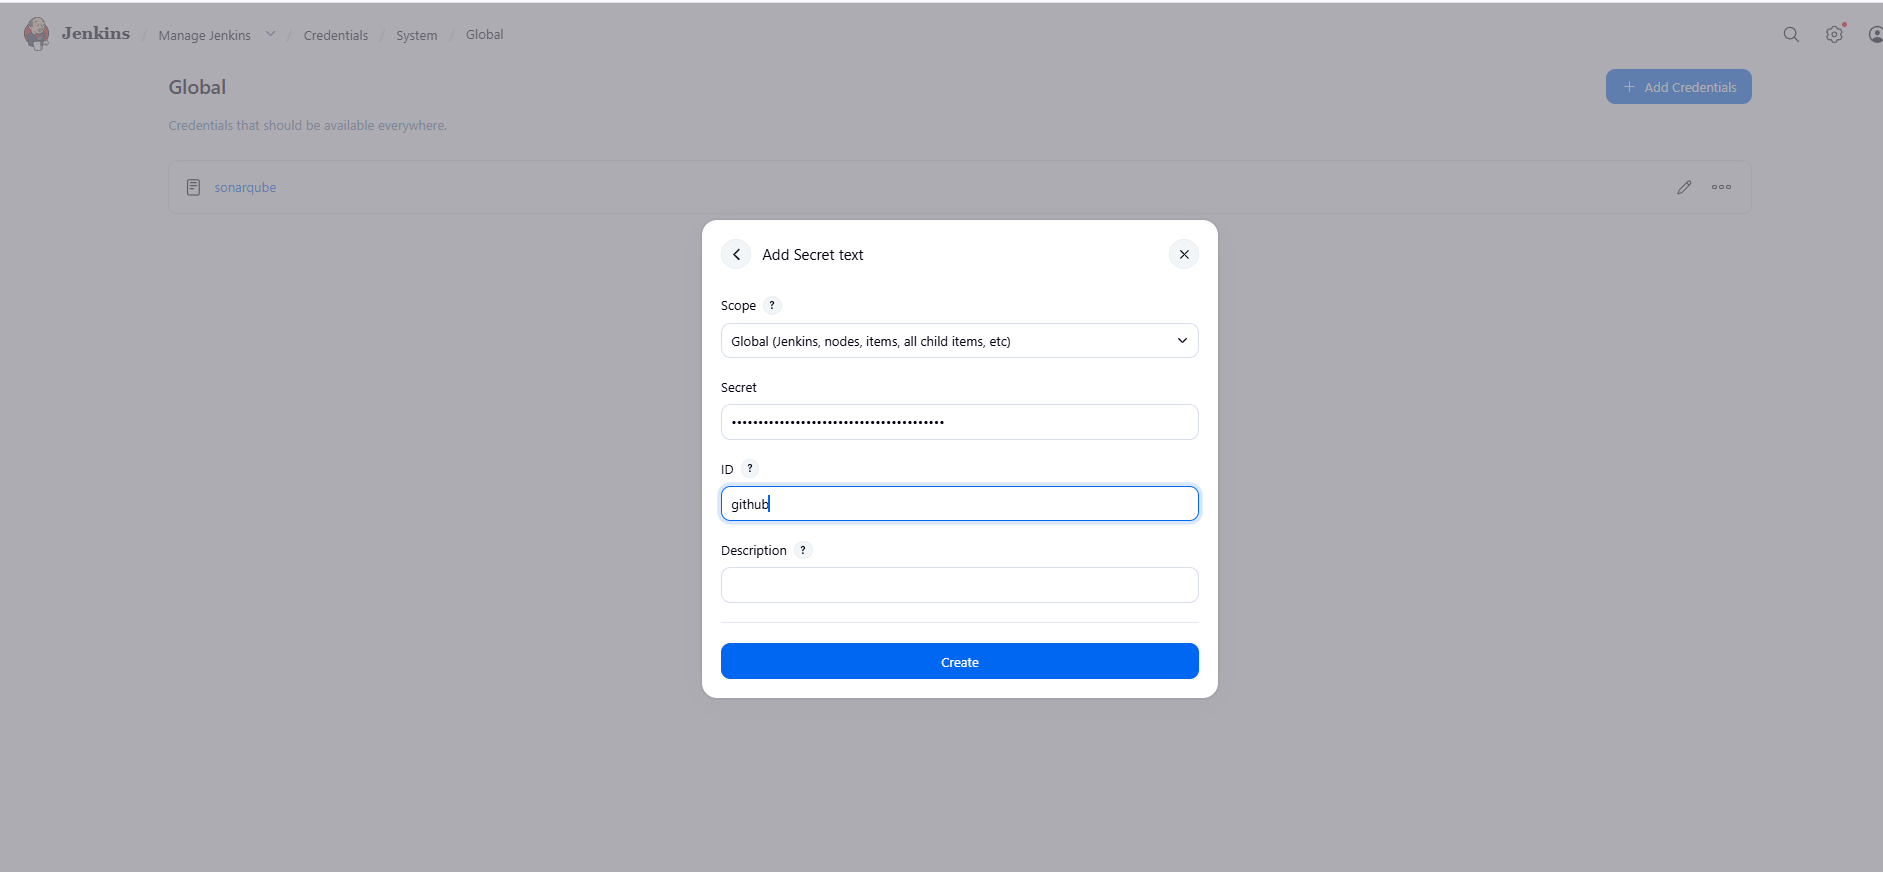 Jenkins / Manage Jenkins / Credentials / System / Global
Global
+ Add Credentials
Credentials that should be available everywhere.
sonarqube
Add Secret text
Scope ?
Global (Jenkins, nodes, items, all child items, etc)
Secret
••••••••••••••••••••••••••••••••••••••••
ID ?
github
Description ?
Create